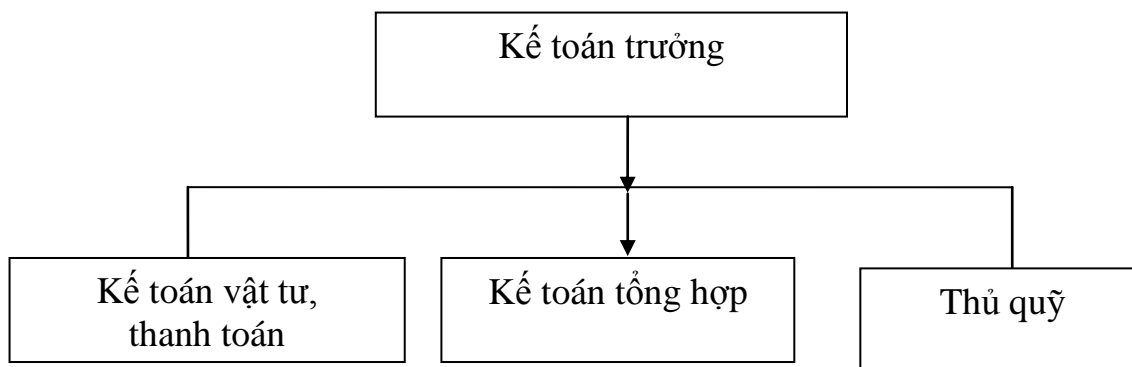 Kế toán trưởng
Kế toán vật tư,
thanh toán
Kế toán tổng hợp
Thủ quỹ